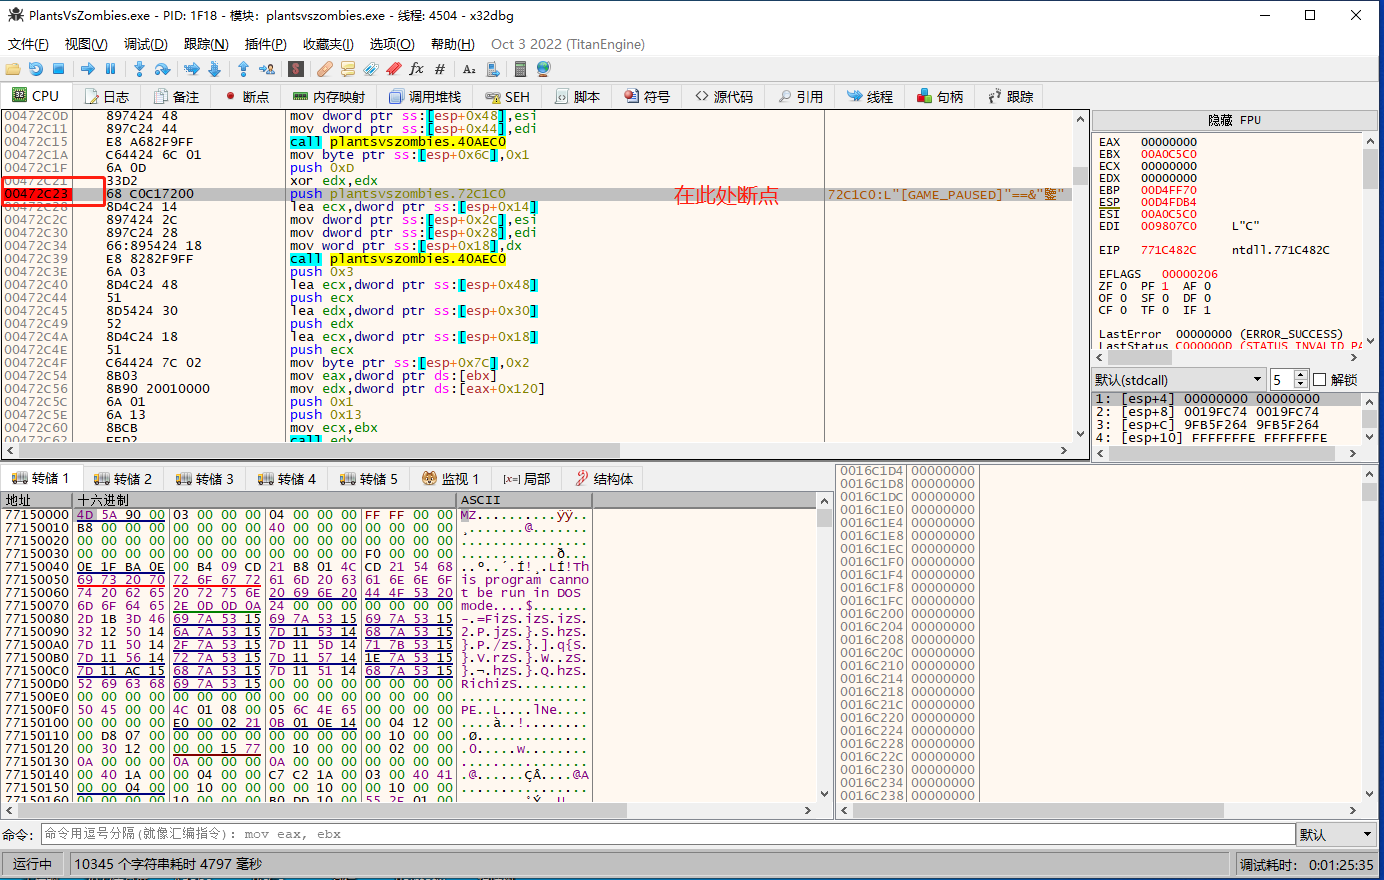 PlantsVsZombies.exe - PID: 1F18 - 模块: plantsvszombies.exe - 线程: 4504 - x32dbg
文件(F) 视图(V) 调试(D) 跟踪(N) 插件(P) 收藏夹(I) 选项(O) 帮助(H) Oct 3 2022 (TitanEngine)
CPU 日志 备注 断点 内存映射 调用堆栈 SEH 脚本 符号 源代码 引用 线程 句柄 跟踪
00472C0D 897424 48 mov dword ptr ss:[esp+0x48],esi
00472C11 897C24 44 mov dword ptr ss:[esp+0x44],edi
00472C15 E8 A682F9FF call plantsvszombies.40AEC0
00472C1A C64424 6C 01 mov byte ptr ss:[esp+0x6C],0x1
00472C1F 6A 0D push 0xD
00472C21 33D2 xor edx,edx
00472C23 68 C0C17200 push plantsvszombies.72C1C0 在此处断点 72C1C0:L"[GAME_PAUSED]"==&"鑒"
8D4C24 14 lea ecx,dword ptr ss:[esp+0x14]
00472C2C 897424 2C mov dword ptr ss:[esp+0x2C],esi
00472C30 897C24 28 mov dword ptr ss:[esp+0x28],edi
00472C34 66:895424 18 mov word ptr ss:[esp+0x18],dx
00472C39 E8 8282F9FF call plantsvszombies.40AEC0
00472C3E 6A 03 push 0x3
00472C40 8D4C24 48 lea ecx,dword ptr ss:[esp+0x48]
00472C44 51 push ecx
00472C45 8D5424 30 lea edx,dword ptr ss:[esp+0x30]
00472C49 52 push edx
00472C4A 8D4C24 18 lea ecx,dword ptr ss:[esp+0x18]
00472C4E 51 push ecx
00472C4F C64424 7C 02 mov byte ptr ss:[esp+0x7C],0x2
00472C54 8B03 mov eax,dword ptr ds:[ebx]
00472C56 8B90 20010000 mov edx,dword ptr ds:[eax+0x120]
00472C5C 6A 01 push 0x1
00472C5E 6A 13 push 0x13
00472C60 8BCB mov ecx,ebx
00472C62 FFD2 call edx
隐藏 FPU
EAX 00000000
EBX 00A0C5C0
ECX 00000000
EDX 00000000
EBP 00D4FF70
ESP 00D4FDB4
ESI 00A0C5C0
EDI 009807C0 L"C"
EIP 771C482C ntdll.771C482C
EFLAGS 00000206
ZF 0 PF 1 AF 0
OF 0 SF 0 DF 0
CF 0 TF 0 IF 1
LastError 00000000 (ERROR_SUCCESS)
LastStatus C000000D (STATUS_INVALID_PA
默认(stdcall) 5 解锁
1: [esp+4] 00000000 00000000
2: [esp+8] 0019FC74 0019FC74
3: [esp+C] 9FB5F264 9FB5F264
4: [esp+10] FFFFFFFE FFFFFFFE
转储 1 转储 2 转储 3 转储 4 转储 5 监视 1 [x=] 局部 结构体
地址 十六进制 ASCII
77150000 4D 5A 90 00 03 00 00 00 04 00 00 00 FF FF 00 00 MZ..........ÿÿ..
77150010 B8 00 00 00 00 00 00 00 40 00 00 00 00 00 00 00 ¸.......@.......
77150020 00 00 00 00 00 00 00 00 00 00 00 00 00 00 00 00 ................
77150030 00 00 00 00 00 00 00 00 00 00 00 00 F0 00 00 00 ............ð...
77150040 0E 1F BA 0E 00 B4 09 CD 21 B8 01 4C CD 21 54 68 ..º..´.Í!¸.LÍ!Th
77150050 69 73 20 70 72 6F 67 72 61 6D 20 63 61 6E 6E 6F is program canno
77150060 74 20 62 65 20 72 75 6E 20 69 6E 20 44 4F 53 20 t be run in DOS
77150070 6D 6F 64 65 2E 0D 0D 0A 24 00 00 00 00 00 00 00 mode....$.......
77150080 2D 1B 3D 46 69 7A 53 15 69 7A 53 15 69 7A 53 15 -.=FizS.izS.izS.
77150090 32 12 50 14 6A 7A 53 15 7D 11 53 14 68 7A 53 15 2.P.jzS.}.S.hzS.
771500A0 7D 11 50 14 2F 7A 53 15 7D 11 5D 14 71 7B 53 15 }.P./zS.}.].q{S.
771500B0 7D 11 56 14 72 7A 53 15 7D 11 57 14 1E 7A 53 15 }.V.rzS.}.W..zS.
771500C0 7D 11 AC 15 68 7A 53 15 7D 11 51 14 68 7A 53 15 }.¬.hzS.}.Q.hzS.
771500D0 52 69 63 68 69 7A 53 15 00 00 00 00 00 00 00 00 RichizS.........
771500E0 00 00 00 00 00 00 00 00 00 00 00 00 00 00 00 00 ................
771500F0 50 45 00 00 4C 01 08 00 05 6C 4E 65 00 00 00 00 PE..L....lNe....
77150100 00 00 00 00 E0 00 02 21 0B 01 0E 14 00 04 12 00 ....à..!........
77150110 00 D8 07 00 00 00 00 00 00 00 00 00 00 10 00 00 .Ø..............
77150120 00 30 12 00 00 00 15 77 00 10 00 00 00 02 00 00 .0.....w........
77150130 0A 00 00 00 0A 00 00 00 0A 00 00 00 00 00 00 00 ................
77150140 00 40 1A 00 00 04 00 00 C7 C2 1A 00 03 00 40 41 .@......ÇÂ....@A
77150150 00 00 04 00 00 10 00 00 00 00 10 00 00 10 00 00 ................
77150160 00 00 00 00 10 00 00 00 B0 DD 10 00 55 2F 01 00
0016C1D4 00000000
0016C1D8 00000000
0016C1DC 00000000
0016C1E0 00000000
0016C1E4 00000000
0016C1E8 00000000
0016C1EC 00000000
0016C1F0 00000000
0016C1F4 00000000
0016C1F8 00000000
0016C1FC 00000000
0016C200 00000000
0016C204 00000000
0016C208 00000000
0016C20C 00000000
0016C210 00000000
0016C214 00000000
0016C218 00000000
0016C21C 00000000
0016C220 00000000
0016C224 00000000
0016C228 00000000
0016C22C 00000000
0016C230 00000000
0016C234 00000000
0016C238 00000000
命令: 命令用逗号分隔(就像汇编指令): mov eax, ebx 默认
运行中 10345 个字符串耗时 4797 毫秒 调试耗时: 0:01:25:35